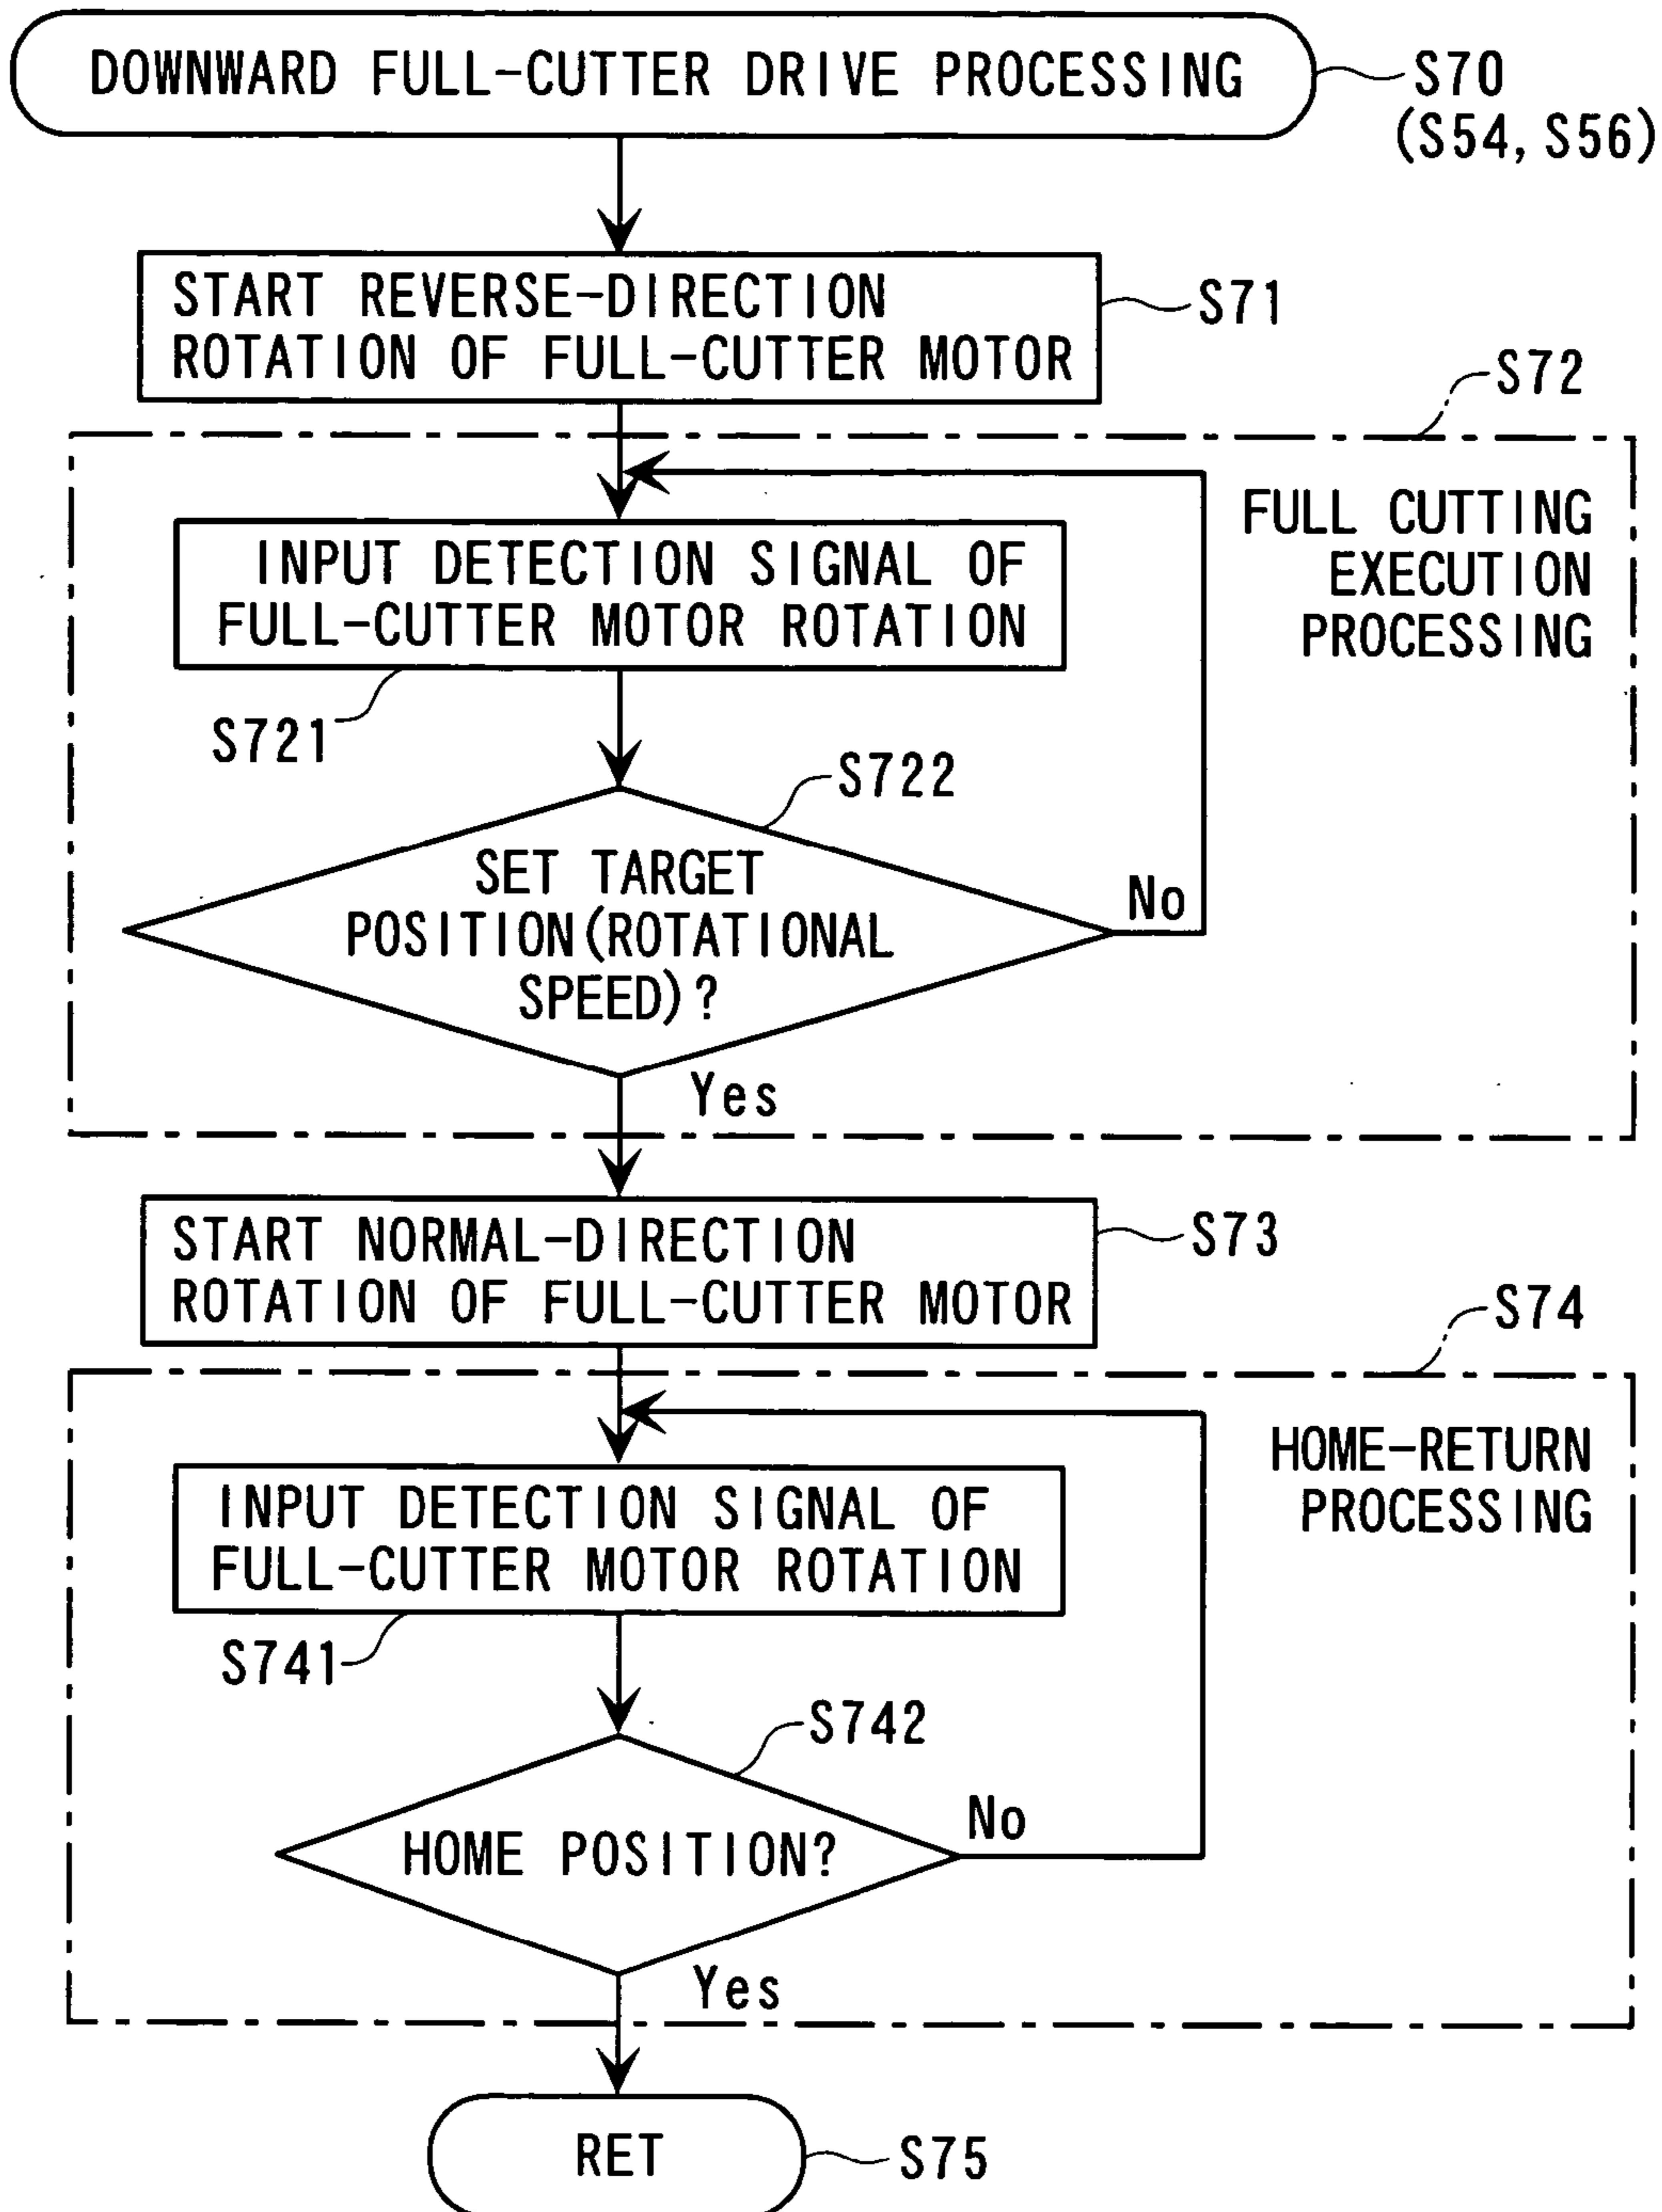 DOWNWARD FULL-CUTTER DRIVE PROCESSING
S70
(S54, S56)
START REVERSE-DIRECTION
ROTATION OF FULL-CUTTER MOTOR
S71
S72
FULL CUTTING
EXECUTION
PROCESSING
INPUT DETECTION SIGNAL OF
FULL-CUTTER MOTOR ROTATION
S721
S722
SET TARGET
POSITION(ROTATIONAL
SPEED)?
No
Yes
START NORMAL-DIRECTION
ROTATION OF FULL-CUTTER MOTOR
S73
S74
HOME-RETURN
PROCESSING
INPUT DETECTION SIGNAL OF
FULL-CUTTER MOTOR ROTATION
S741
S742
HOME POSITION?
No
Yes
RET
S75